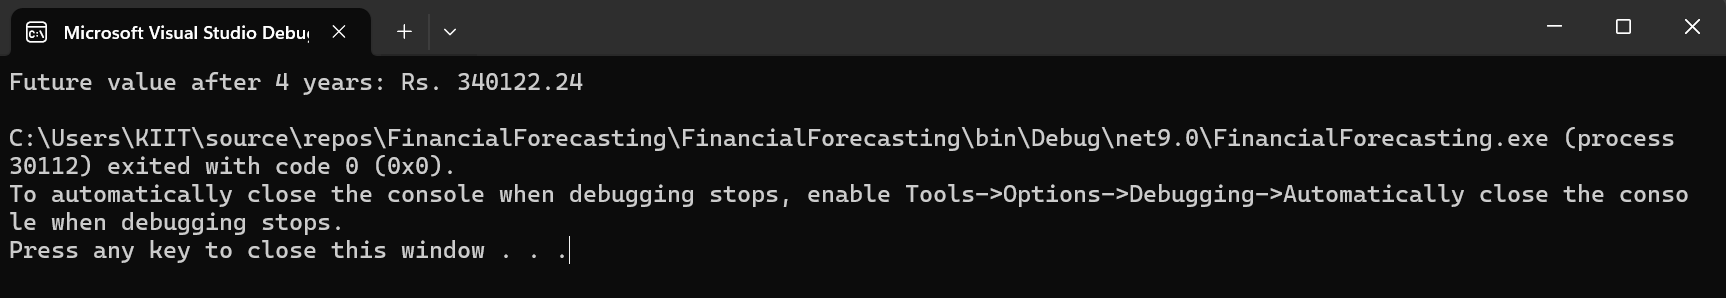 Microsoft Visual Studio Debu
Future value after 4 years: Rs. 340122.24
C:\Users\KIIT\source\repos\FinancialForecasting\FinancialForecasting\bin\Debug\net9.0\FinancialForecasting.exe (process
30112) exited with code 0 (0x0).
To automatically close the console when debugging stops, enable Tools->Options->Debugging->Automatically close the conso
le when debugging stops.
Press any key to close this window . . .